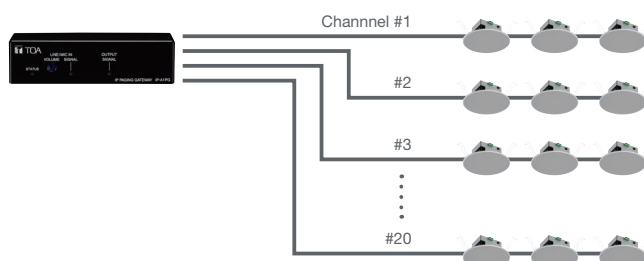 Channnel #1
TOA
LINE/MIC IN
OUTPUT
VOLUME SIGNAL
SIGNAL
STATUS
IP PAGING GATEWAY IP-A1PG
#2
#3
#20